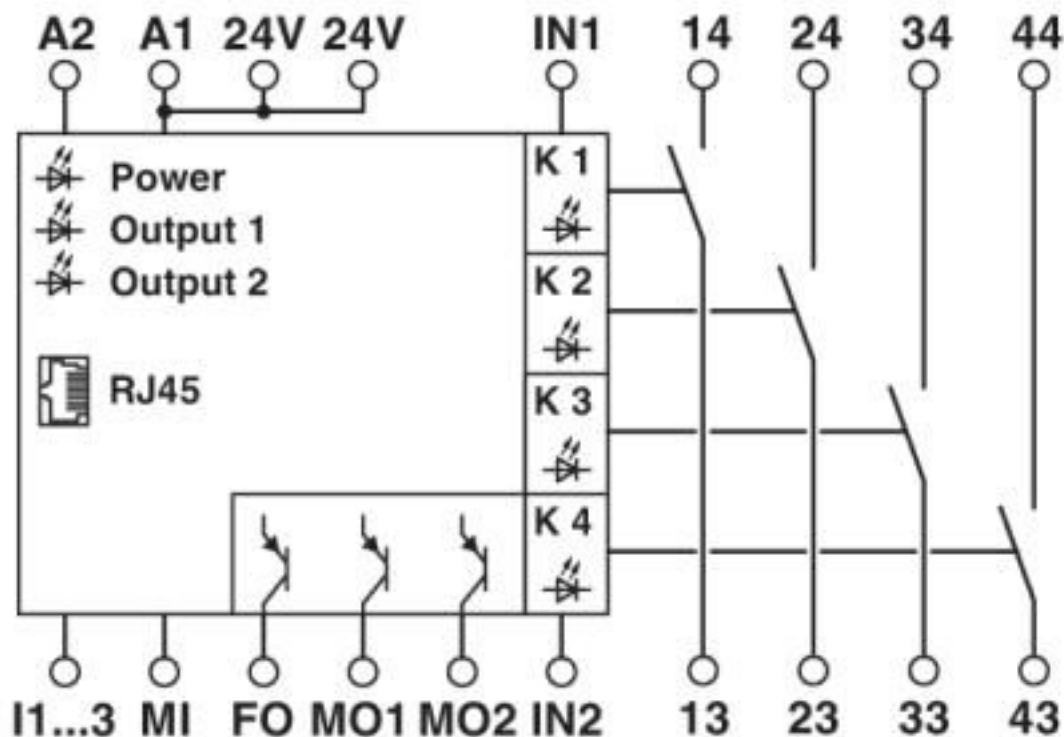 A2 A1 24V 24V IN1 14 24 34 44
Power
Output 1
Output 2
RJ45
K 1
K 2
K 3
K 4
I1...3 MI FO MO1 MO2 IN2 13 23 33 43